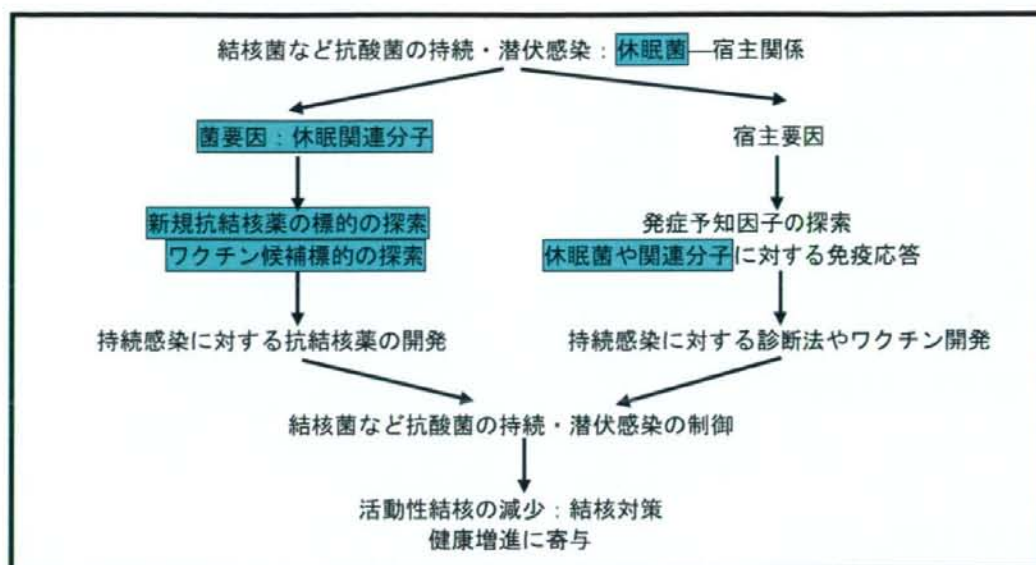 結核菌など抗酸菌の持続・潜伏感染：休眠菌―宿主関係
菌要因：休眠関連分子
宿主要因
新規抗結核薬の標的の探索
ワクチン候補標的の探索
発症予知因子の探索
休眠菌や関連分子に対する免疫応答
持続感染に対する抗結核薬の開発
持続感染に対する診断法やワクチン開発
結核菌など抗酸菌の持続・潜伏感染の制御
活動性結核の減少：結核対策
健康増進に寄与